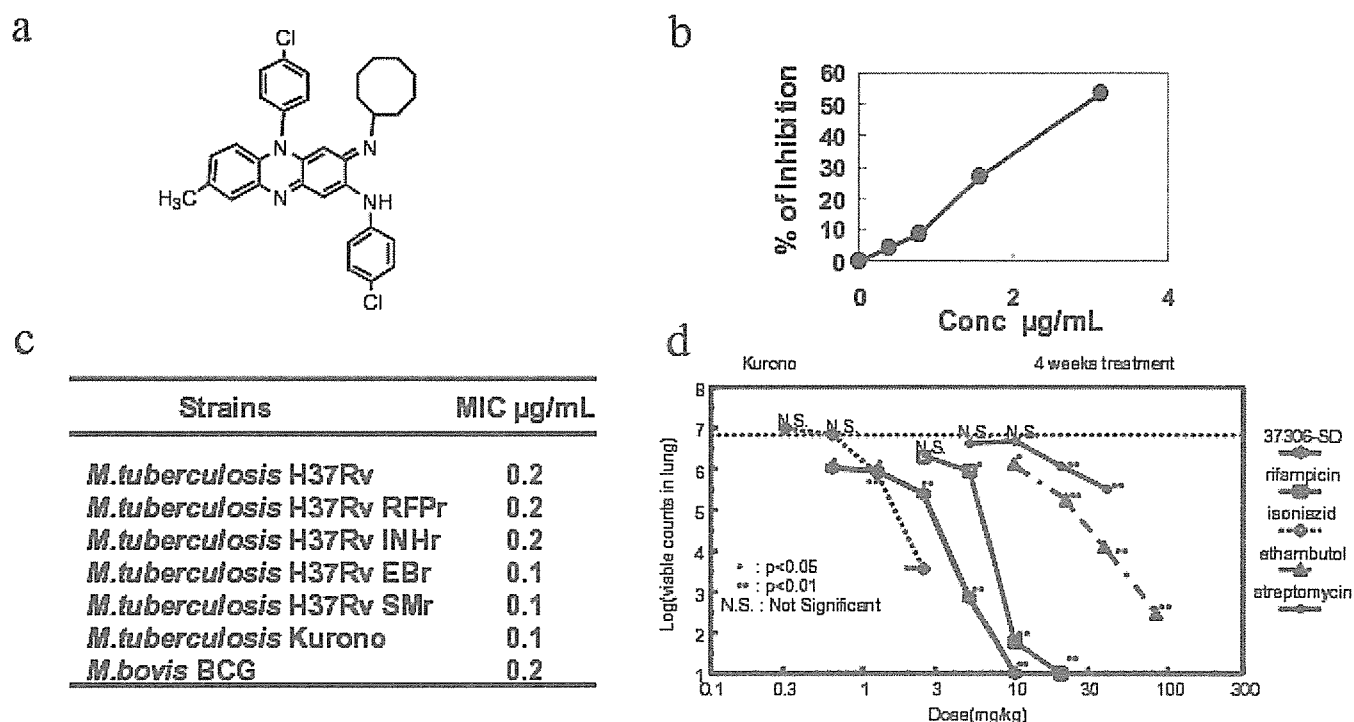 a
Cl
N
N
N
NH
H₃C
Cl
b
% of Inhibition
60
50
40
30
20
10
0
0 2 4
Conc µg/mL
c
Strains MIC µg/mL
M.tuberculosis H37Rv 0.2
M.tuberculosis H37Rv RFPr 0.2
M.tuberculosis H37Rv INHr 0.2
M.tuberculosis H37Rv EBr 0.1
M.tuberculosis H37Rv SMr 0.1
M.tuberculosis Kurono 0.1
M.bovis BCG 0.2
d
Kurono 4 weeks treatment
Log(viable counts in lung)
8
7
6
5
4
3
2
1
N.S. N.S. N.S. N.S. N.S.
* : p<0.05
** : p<0.01
N.S. : Not Significant
0.1 0.3 1 3 10 30 100 300
Dose(mg/kg)
37306-SD
rifampicin
isoniazid
ethambutol
streptomycin